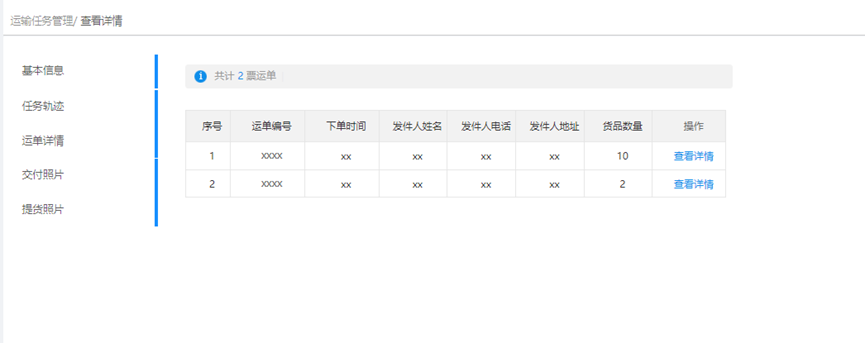 运输任务管理/ 查看详情
基本信息
任务轨迹
运单详情
交付照片
提货照片
共计 2 票运单
序号 运单编号 下单时间 发件人姓名 发件人电话 发件人地址 货品数量 操作
1 xxxx xx xx xx xx 10 查看详情
2 xxxx xx xx xx xx 2 查看详情